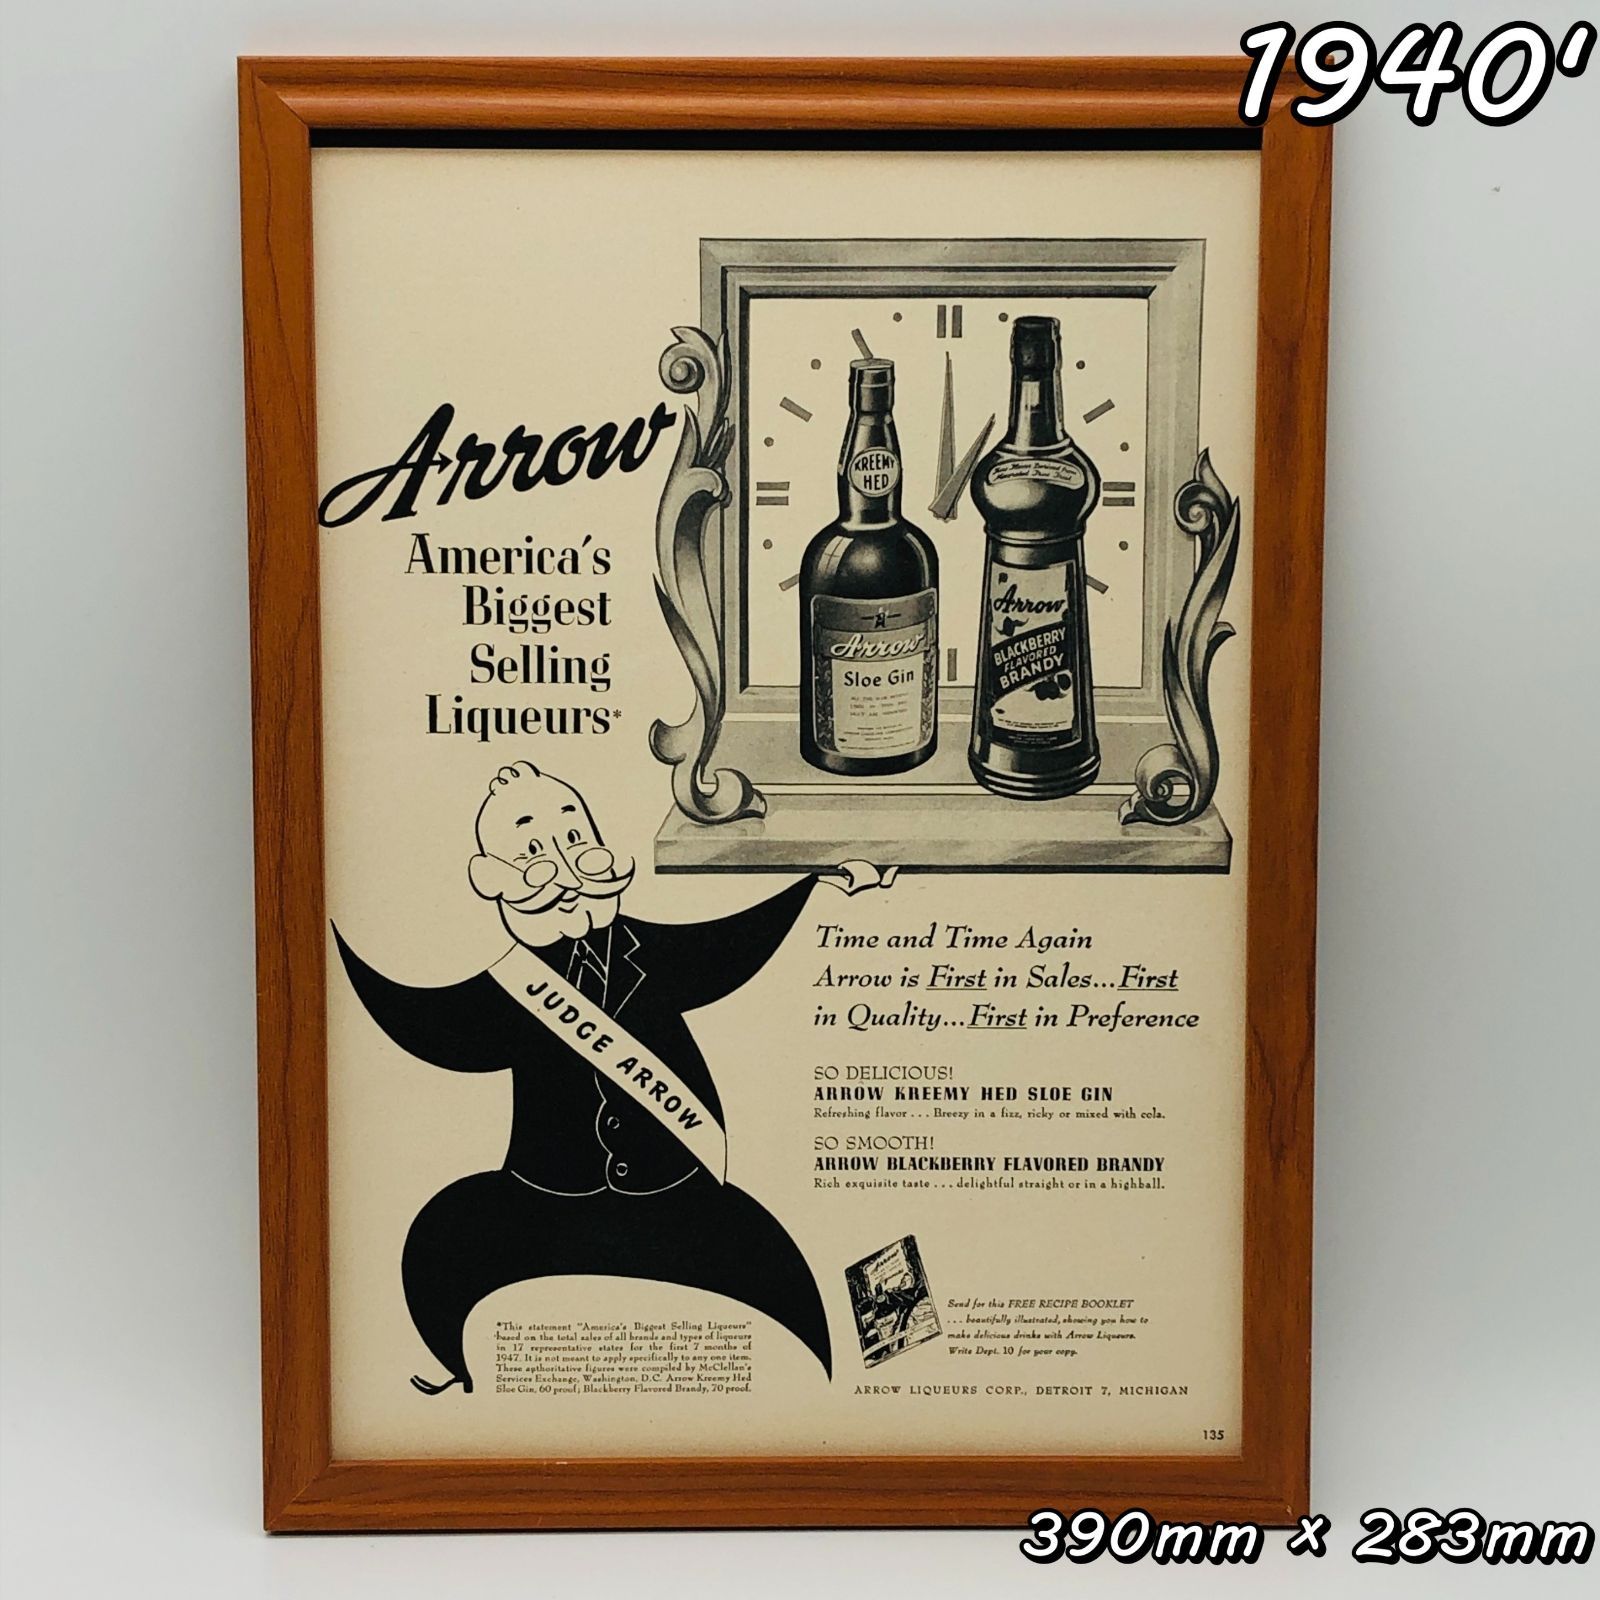 1940'
Arrow
America's
Biggest
Selling
Liqueurs*
KREEMY
HED
Arrow
Sloe Gin
Arrow
BLACKBERRY
FLAVORED
BRANDY
JUDGE ARROW
Time and Time Again
Arrow is First in Sales...First
in Quality...First in Preference
SO DELICIOUS!
ARROW KREEMY HED SLOE GIN
Refreshing flavor . . . Breezy in a fizz, ricky or mixed with cola.
SO SMOOTH!
ARROW BLACKBERRY FLAVORED BRANDY
Rich exquisite taste . . . delightful straight or in a highball.
Arrow
Send for this FREE RECIPE BOOKLET
. . . beautifully illustrated, showing you how to
make delicious drinks with Arrow Liqueurs.
Write Dept. 10 for your copy.
*This statement "America's Biggest Selling Liqueurs"
based on the total sales of all brands and types of liqueurs
in 17 representative states for the first 7 months of
1947. It is not meant to apply specifically to any one item.
These authoritative figures were compiled by McClellan's
Services Exchange, Washington, D.C. Arrow Kreemy Hed
Sloe Gin, 60 proof; Blackberry Flavored Brandy, 70 proof.
ARROW LIQUEURS CORP., DETROIT 7, MICHIGAN
135
390mm × 283mm